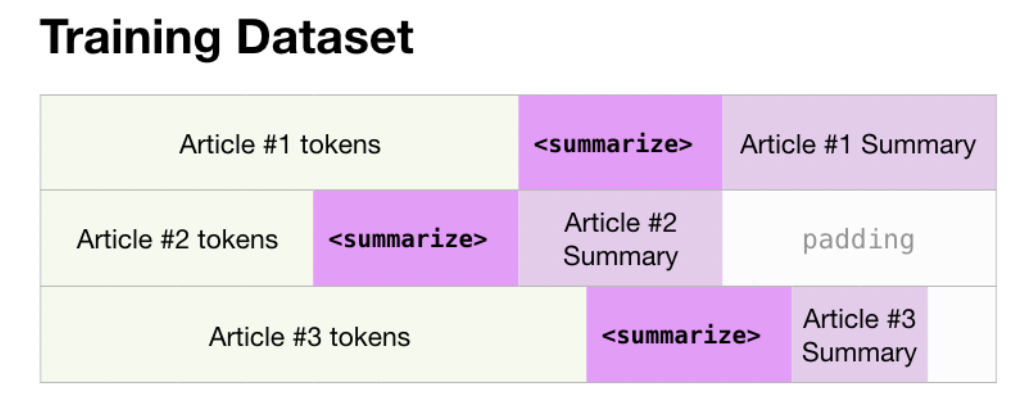 Training Dataset
Article #1 tokens
<summarize>
Article #1 Summary
Article #2 tokens
<summarize>
Article #2
Summary
padding
Article #3 tokens
<summarize>
Article #3
Summary